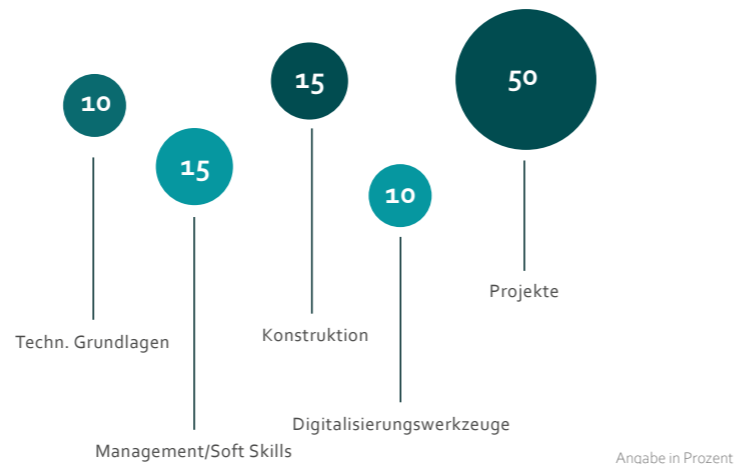 10
15
15
10
50
Techn. Grundlagen
Management/Soft Skills
Konstruktion
Digitalisierungswerkzeuge
Projekte
Angabe in Prozent